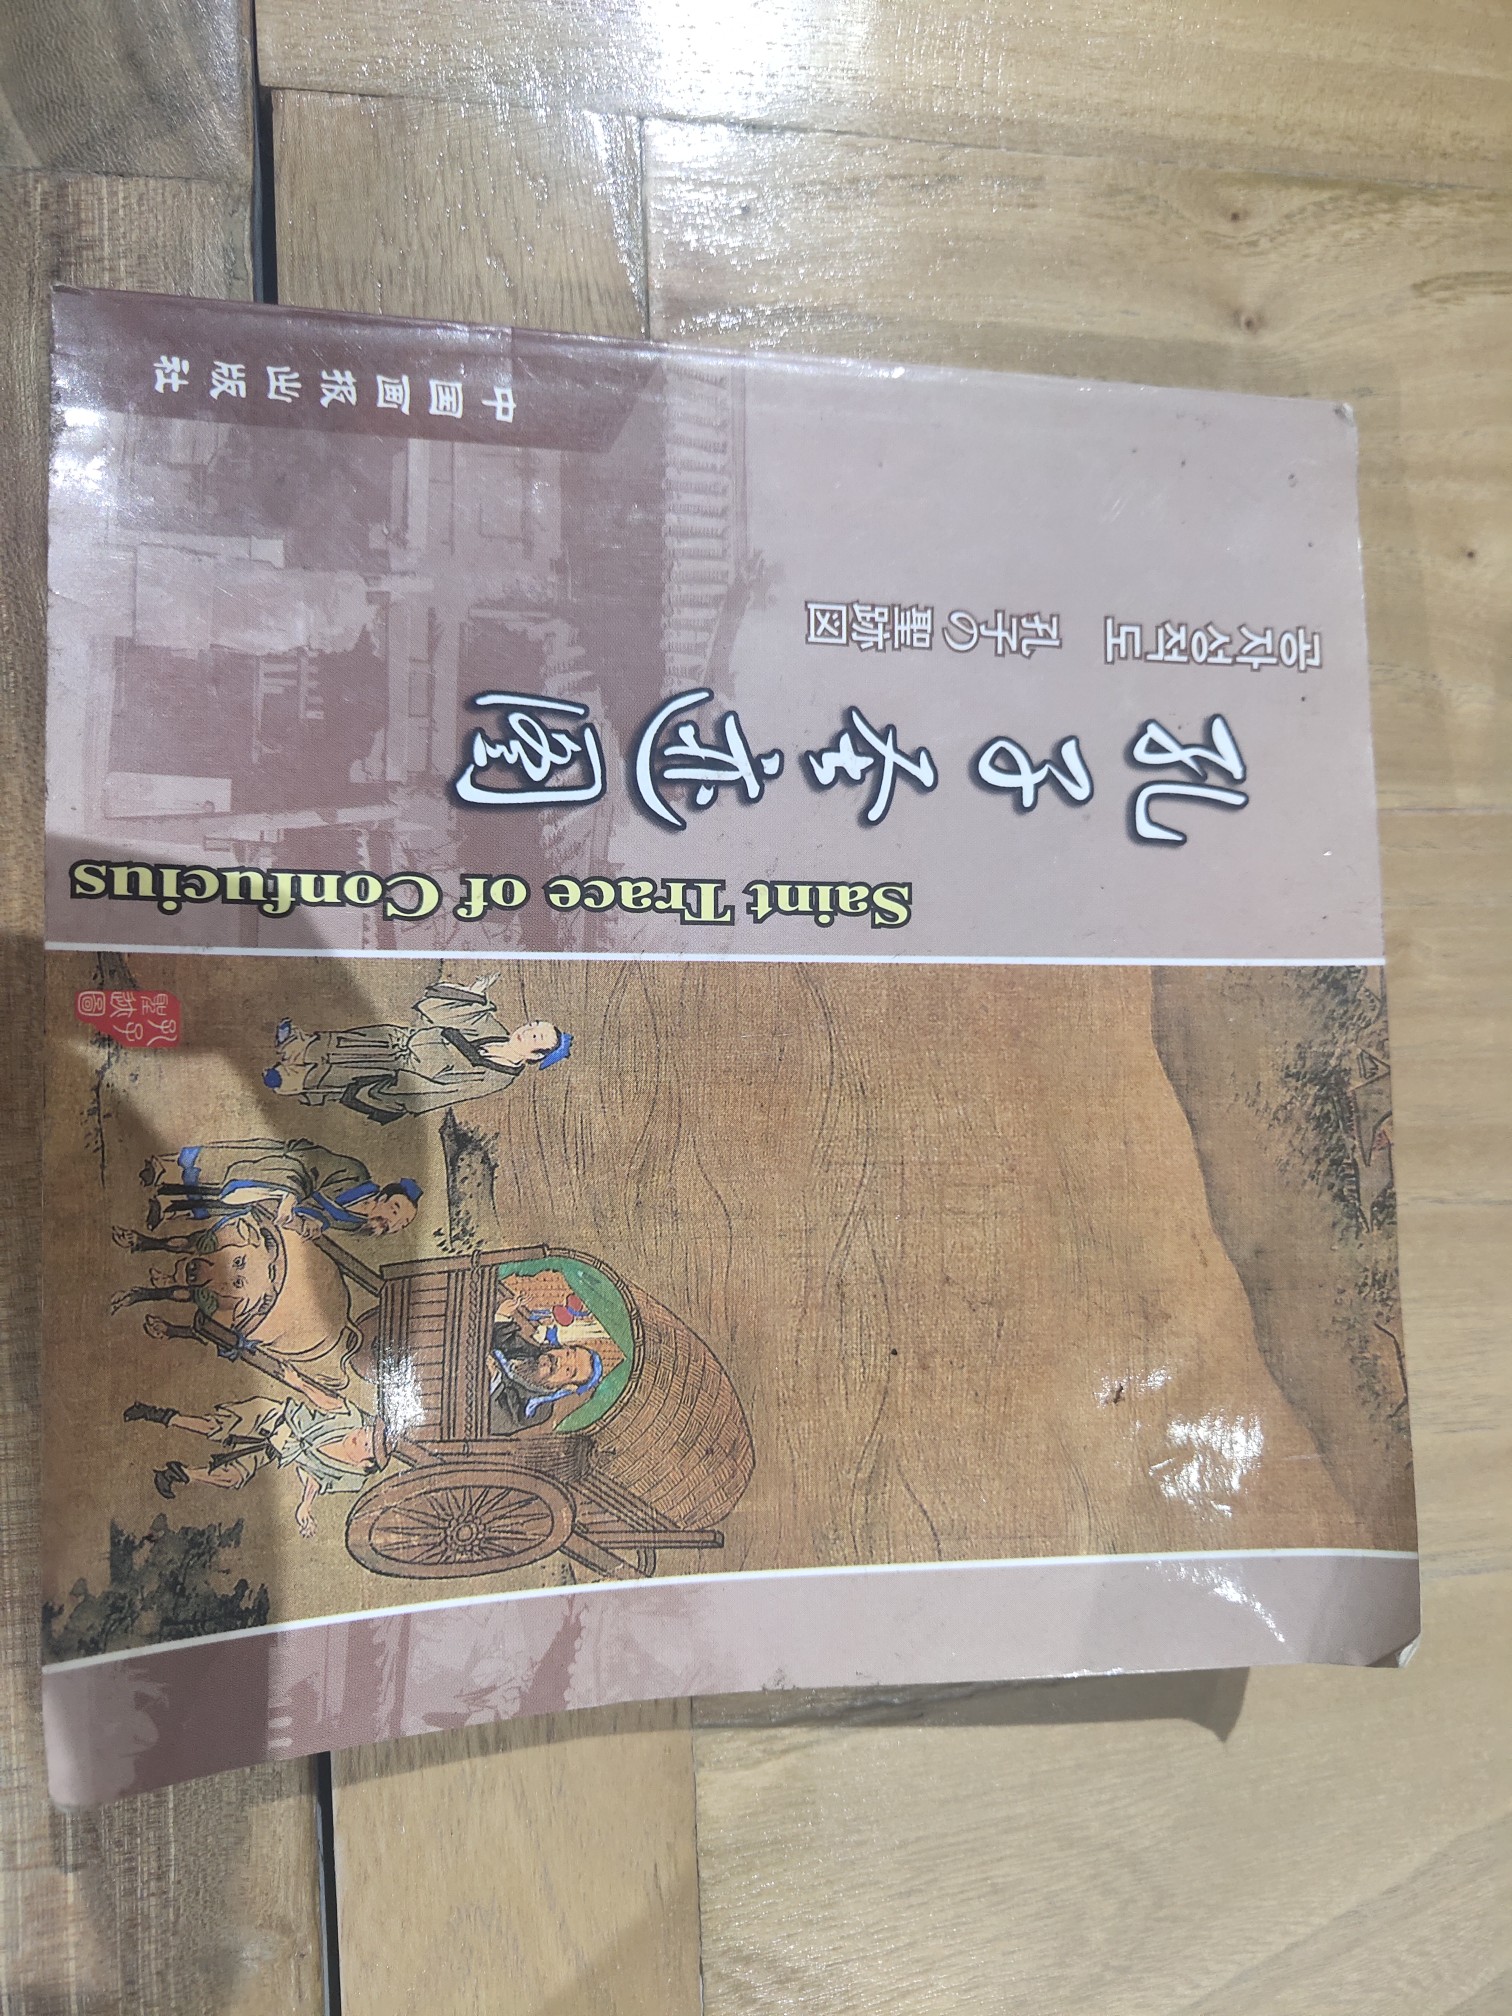 공자성적도 孔子の聖跡図
孔子圣迹圖
Saint Trace of Confucius
中国画报出版社